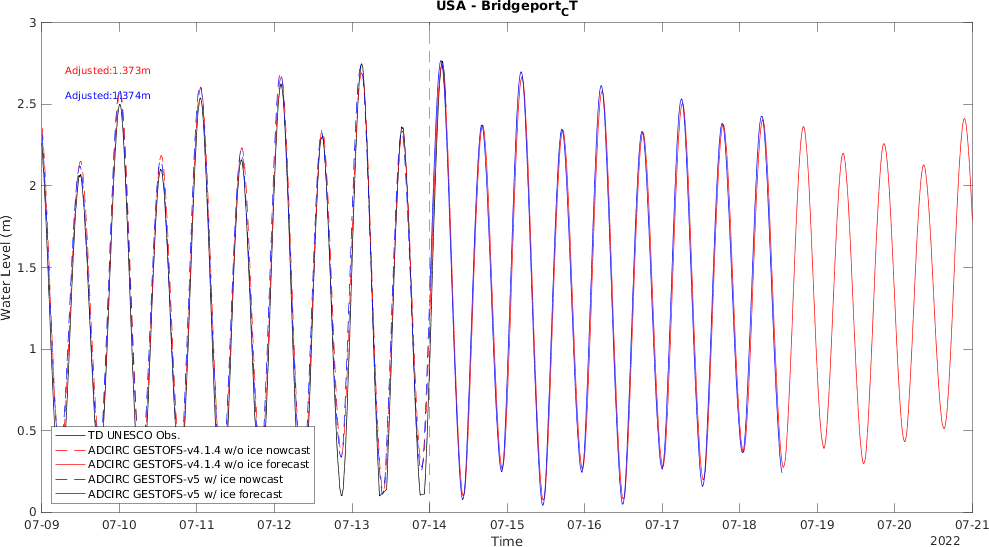 USA - BridgeportCT
3
Adjusted:1.373m
Adjusted:1.374m
2.5
2
1.5
1
0.5
0
Water Level (m)
TD UNESCO Obs.
ADCIRC GESTOFS-v4.1.4 w/o ice nowcast
ADCIRC GESTOFS-v4.1.4 w/o ice forecast
ADCIRC GESTOFS-v5 w/ ice nowcast
ADCIRC GESTOFS-v5 w/ ice forecast
07-09 07-10 07-11 07-12 07-13 07-14 07-15 07-16 07-17 07-18 07-19 07-20 07-21
Time
2022